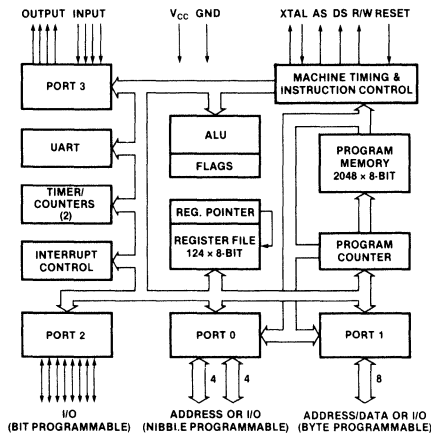 OUTPUT INPUT
VCC GND
XTAL AS DS R/W RESET
PORT 3
MACHINE TIMING &
INSTRUCTION CONTROL
ALU
FLAGS
UART
PROGRAM
MEMORY
2048 × 8-BIT
TIMER/
COUNTERS
(2)
REG. POINTER
REGISTER FILE
124 × 8-BIT
INTERRUPT
CONTROL
PROGRAM
COUNTER
PORT 2
PORT 0
PORT 1
4
4
8
I/O
(BIT PROGRAMMABLE)
ADDRESS OR I/O
(NIBBLE PROGRAMMABLE)
ADDRESS/DATA OR I/O
(BYTE PROGRAMMABLE)